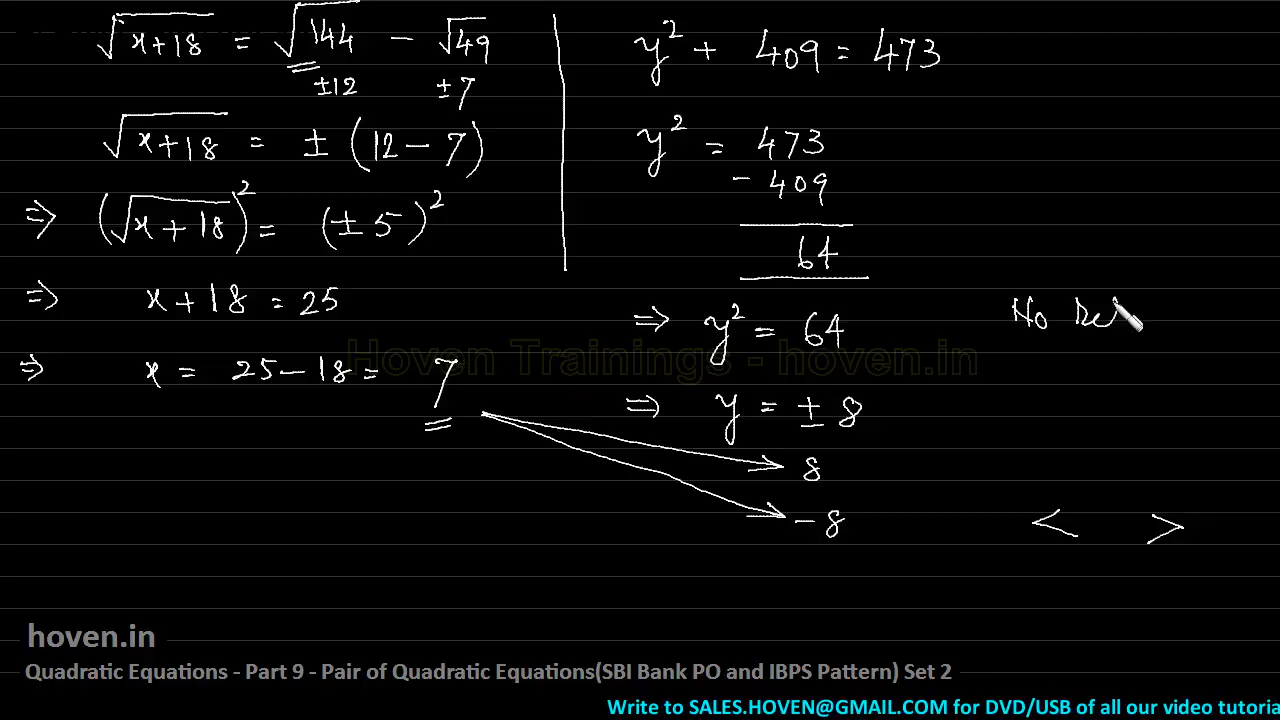 √(x+18) = √144 − √49
±12 ±7
√(x+18) = ± (12 − 7)
⇒ (√(x+18))² = (± 5)²
⇒ x + 18 = 25
⇒ x = 25 − 18 = 7
y² + 409 = 473
y² = 473
− 409
64
⇒ y² = 64
⇒ y = ± 8
8
− 8
No Rel
< >
Hoven Trainings - hoven.in
hoven.in
Quadratic Equations - Part 9 - Pair of Quadratic Equations(SBI Bank PO and IBPS Pattern) Set 2
Write to SALES.HOVEN@GMAIL.COM for DVD/USB of all our video tutoria